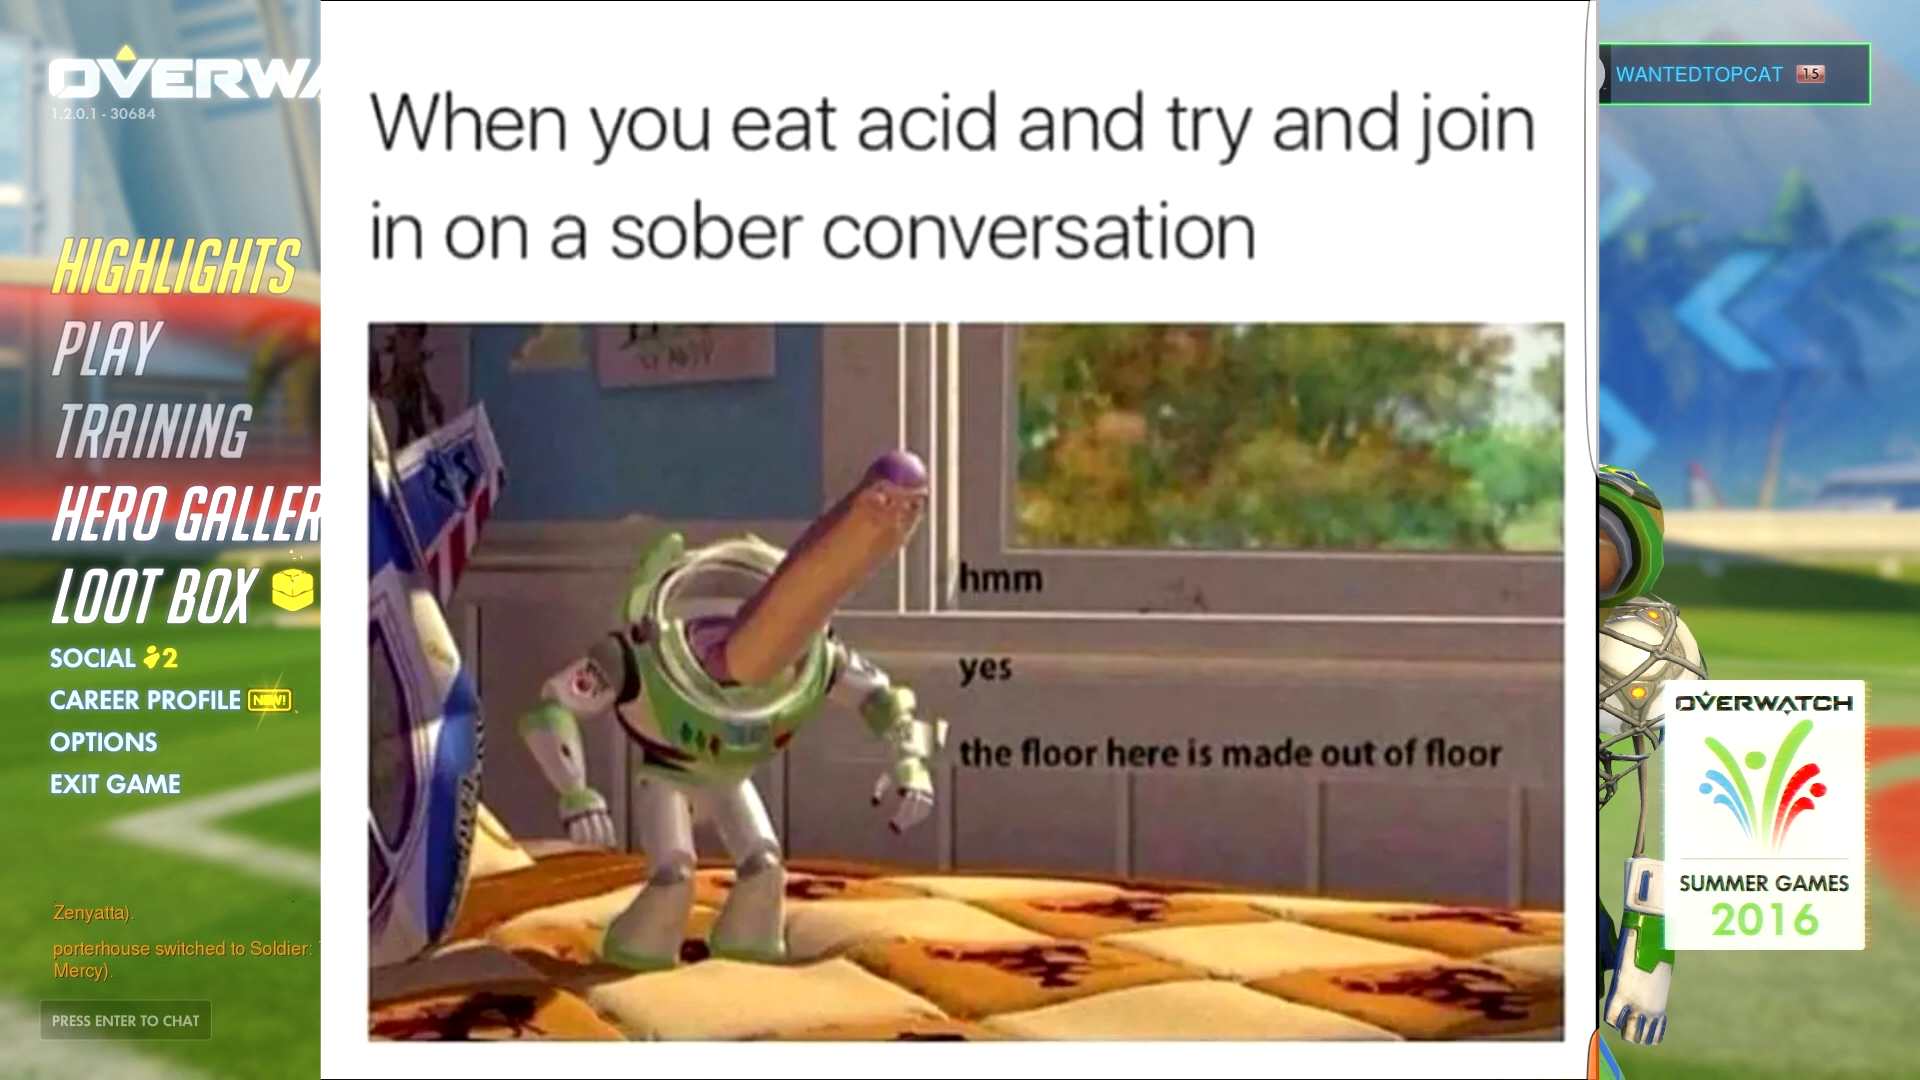 OVERWA
1.2.0.1 - 30684
HIGHLIGHTS
PLAY
TRAINING
HERO GALLER
LOOT BOX
SOCIAL 2
CAREER PROFILE NEW!
OPTIONS
EXIT GAME
Zenyatta).
porterhouse switched to Soldier:
Mercy).
PRESS ENTER TO CHAT
When you eat acid and try and join
in on a sober conversation
hmm
yes
the floor here is made out of floor
WANTEDTOPCAT 15
OVERWATCH
SUMMER GAMES
2016